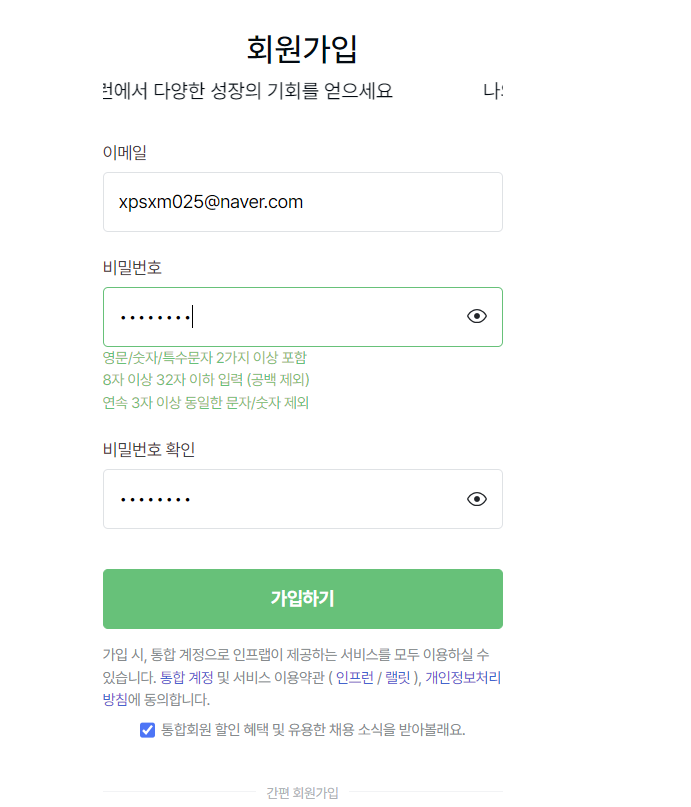 회원가입
런에서 다양한 성장의 기회를 얻으세요 나의
이메일
xpsxm025@naver.com
비밀번호
••••••••
영문/숫자/특수문자 2가지 이상 포함
8자 이상 32자 이하 입력 (공백 제외)
연속 3자 이상 동일한 문자/숫자 제외
비밀번호 확인
••••••••
가입하기
가입 시, 통합 계정으로 인프랩이 제공하는 서비스를 모두 이용하실 수
있습니다. 통합 계정 및 서비스 이용약관 ( 인프런 / 랠릿 ), 개인정보처리
방침에 동의합니다.
통합회원 할인 혜택 및 유용한 채용 소식을 받아볼래요.
간편 회원가입